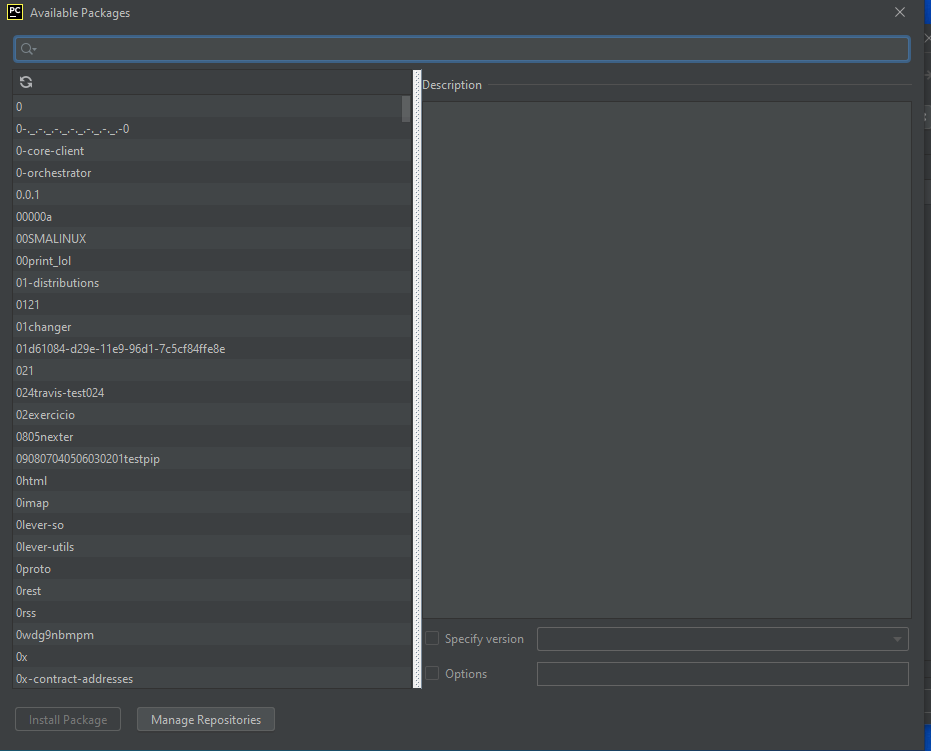 PC Available Packages
0
0-._.-._.-._.-._.-._.-._.-0
0-core-client
0-orchestrator
0.0.1
00000a
00SMALINUX
00print_lol
01-distributions
0121
01changer
01d61084-d29e-11e9-96d1-7c5cf84ffe8e
021
024travis-test024
02exercicio
0805nexter
090807040506030201testpip
0html
0imap
0lever-so
0lever-utils
0proto
0rest
0rss
0wdg9nbmpm
0x
0x-contract-addresses
Description
Specify version
Options
Install Package
Manage Repositories